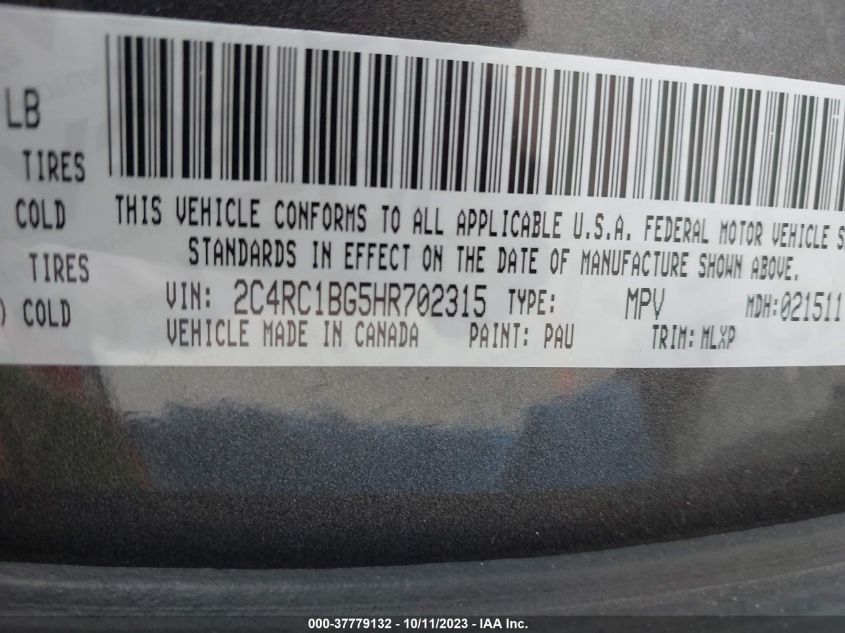 LB
TIRES
COLD
THIS VEHICLE CONFORMS TO ALL APPLICABLE U.S.A. FEDERAL MOTOR VEHICLE S
STANDARDS IN EFFECT ON THE DATE OF MANUFACTURE SHOWN ABOVE.
TIRES
) COLD
VIN: 2C4RC1BG5HR702315 TYPE: MPV MDH:021511
VEHICLE MADE IN CANADA PAINT: PAU TRIM: MLXP
000-37779132 - 10/11/2023 - IAA Inc.